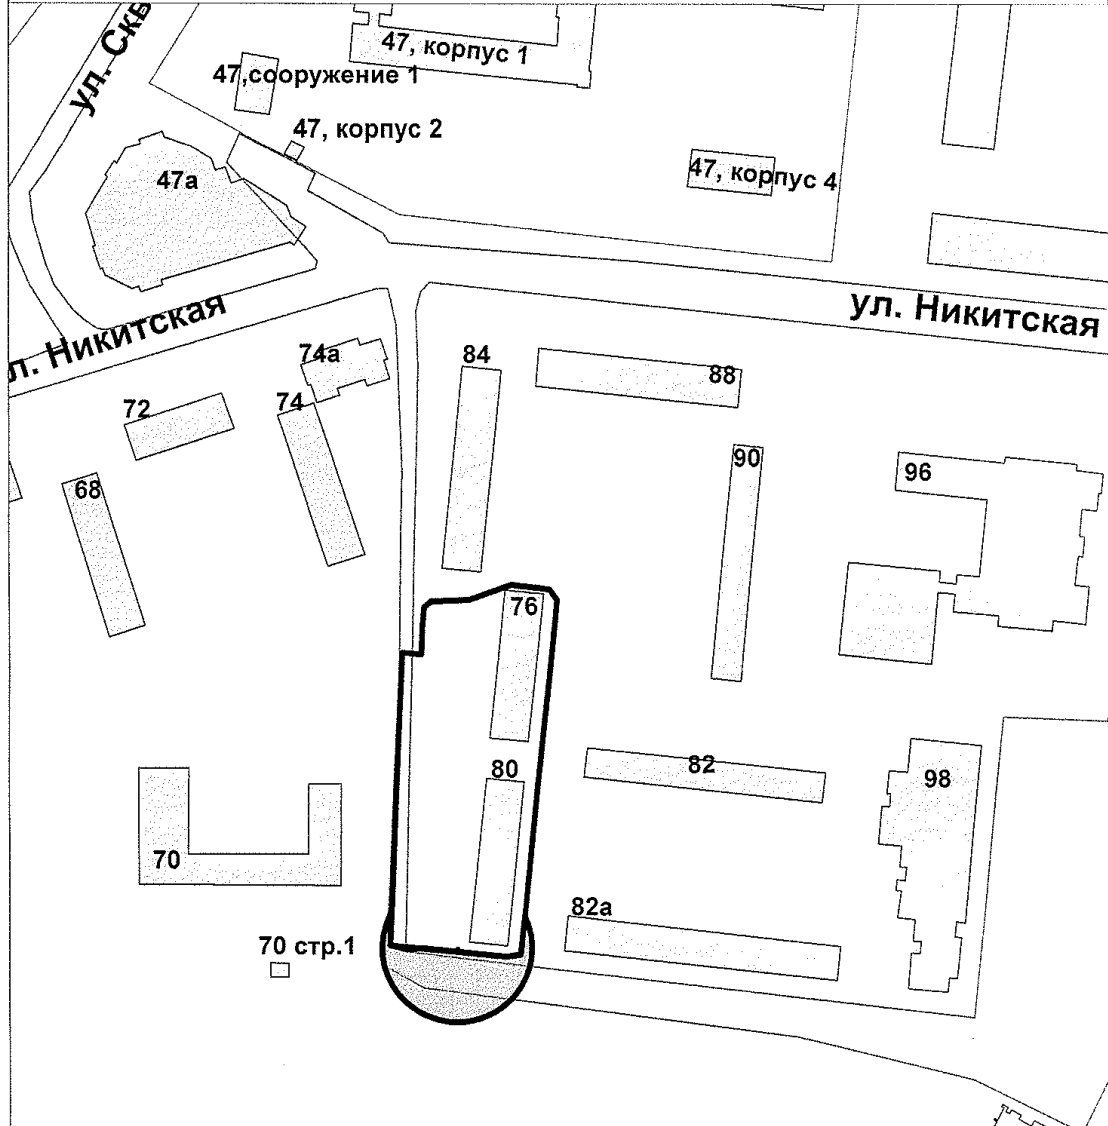 ул. Скв
47, корпус 1
47,сооружение 1
47, корпус 2
47, корпус 4
47а
ул. Никитская
л. Никитская
74а
84
88
72
74
90
96
68
76
80
82
98
70
82а
70 стр.1